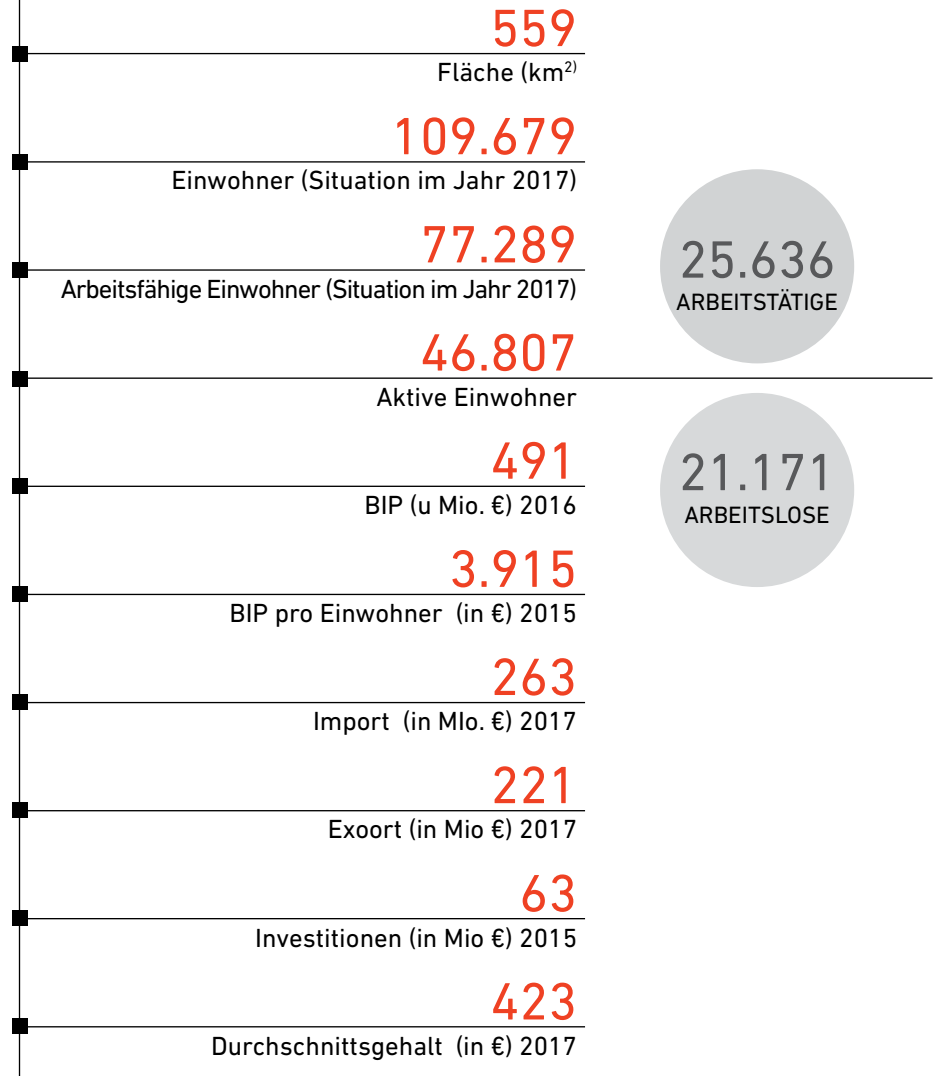 559
Fläche (km²⁾
109.679
Einwohner (Situation im Jahr 2017)
77.289
Arbeitsfähige Einwohner (Situation im Jahr 2017)
25.636
ARBEITSTÄTIGE
46.807
Aktive Einwohner
21.171
ARBEITSLOSE
491
BIP (u Mio. €) 2016
3.915
BIP pro Einwohner (in €) 2015
263
Import (in MIo. €) 2017
221
Exoort (in Mio €) 2017
63
Investitionen (in Mio €) 2015
423
Durchschnittsgehalt (in €) 2017